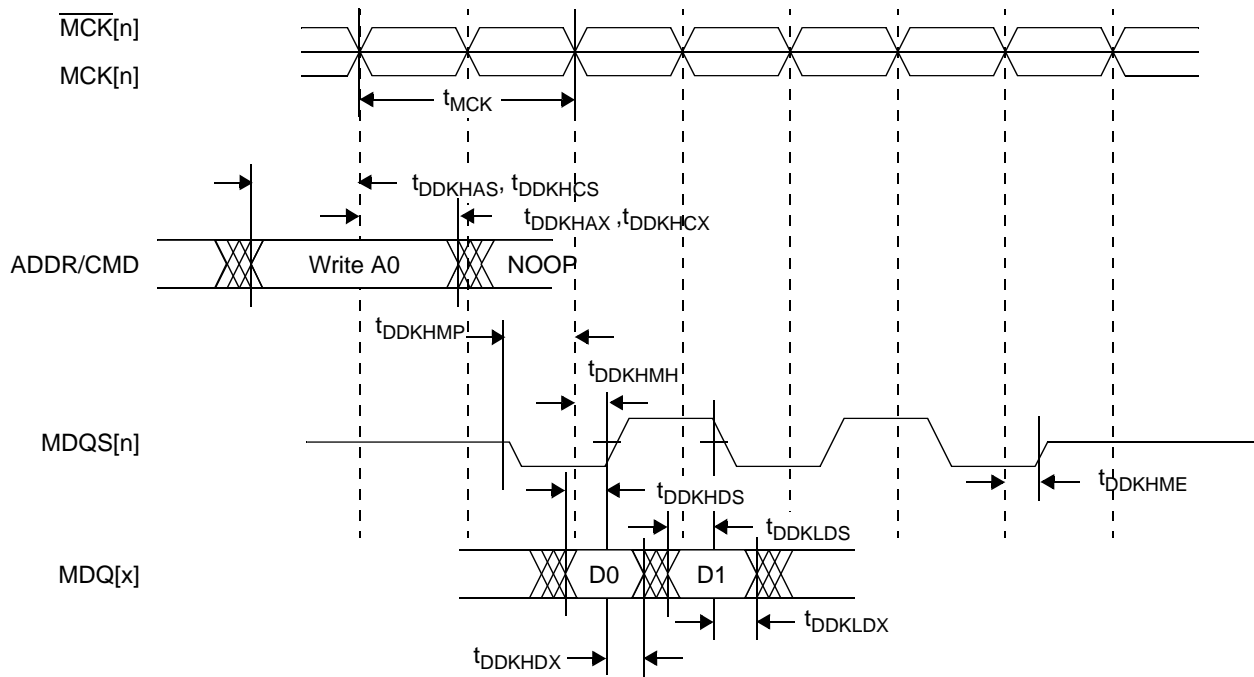 MCK[n]
MCK[n]
tMCK
tDDKHAS, tDDKHCS
tDDKHAX ,tDDKHCX
ADDR/CMD
Write A0
NOOP
tDDKHMP
tDDKHMH
MDQS[n]
tDDKHME
tDDKHDS
tDDKLDS
MDQ[x]
D0
D1
tDDKLDX
tDDKHDX